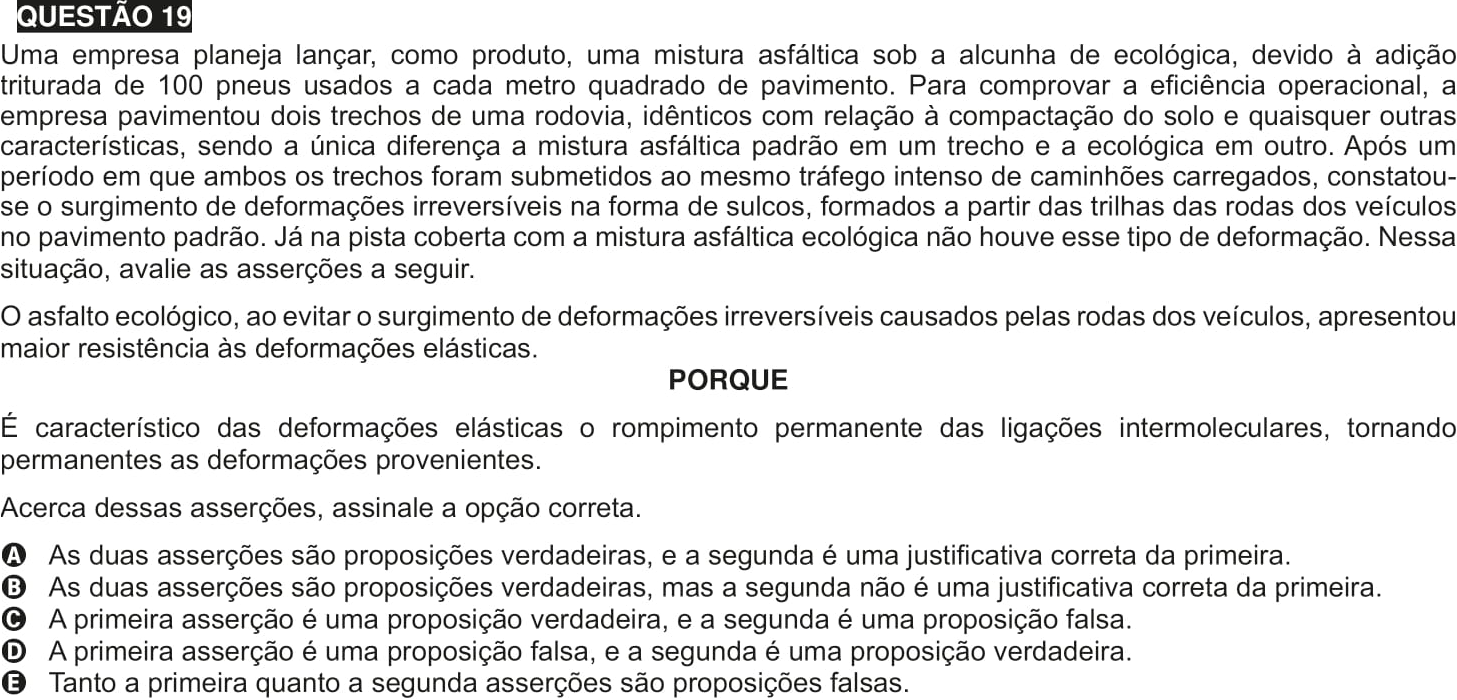 QUESTÃO 19
Uma empresa planeja lançar, como produto, uma mistura asfáltica sob a alcunha de ecológica, devido à adição
triturada de 100 pneus usados a cada metro quadrado de pavimento. Para comprovar a eficiência operacional, a
empresa pavimentou dois trechos de uma rodovia, idênticos com relação à compactação do solo e quaisquer outras
características, sendo a única diferença a mistura asfáltica padrão em um trecho e a ecológica em outro. Após um
período em que ambos os trechos foram submetidos ao mesmo tráfego intenso de caminhões carregados, constatou-
se o surgimento de deformações irreversíveis na forma de sulcos, formados a partir das trilhas das rodas dos veículos
no pavimento padrão. Já na pista coberta com a mistura asfáltica ecológica não houve esse tipo de deformação. Nessa
situação, avalie as asserções a seguir.
O asfalto ecológico, ao evitar o surgimento de deformações irreversíveis causados pelas rodas dos veículos, apresentou
maior resistência às deformações elásticas.
PORQUE
É característico das deformações elásticas o rompimento permanente das ligações intermoleculares, tornando
permanentes as deformações provenientes.
Acerca dessas asserções, assinale a opção correta.
A As duas asserções são proposições verdadeiras, e a segunda é uma justificativa correta da primeira.
B As duas asserções são proposições verdadeiras, mas a segunda não é uma justificativa correta da primeira.
C A primeira asserção é uma proposição verdadeira, e a segunda é uma proposição falsa.
D A primeira asserção é uma proposição falsa, e a segunda é uma proposição verdadeira.
E Tanto a primeira quanto a segunda asserções são proposições falsas.